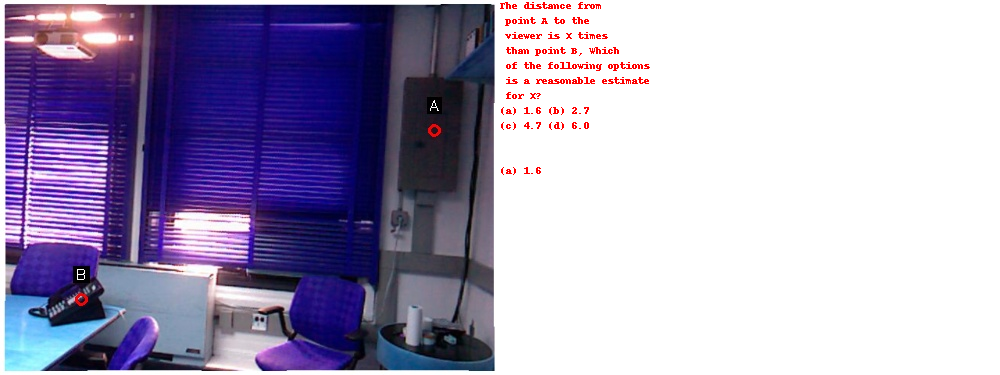 A
B
The distance from
point A to the
viewer is X times
than point B, Which
of the following options
is a reasonable estimate
for X?
(a) 1.6 (b) 2.7
(c) 4.7 (d) 6.0
(a) 1.6